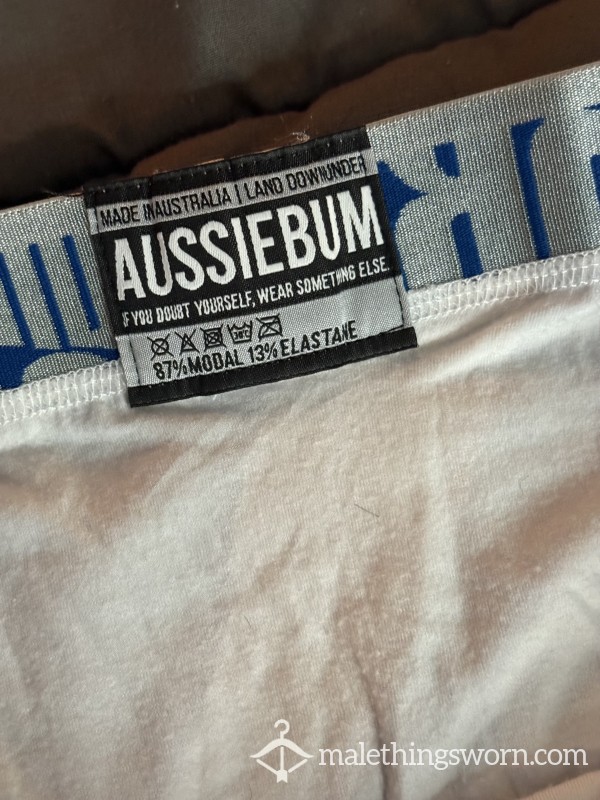 MADE IN AUSTRALIA | LAND DOWNUNDER
AUSSIEBUM
IF YOU DOUBT YOURSELF, WEAR SOMETHING ELSE.
87% MODAL 13% ELASTANE
malethingsworn.com